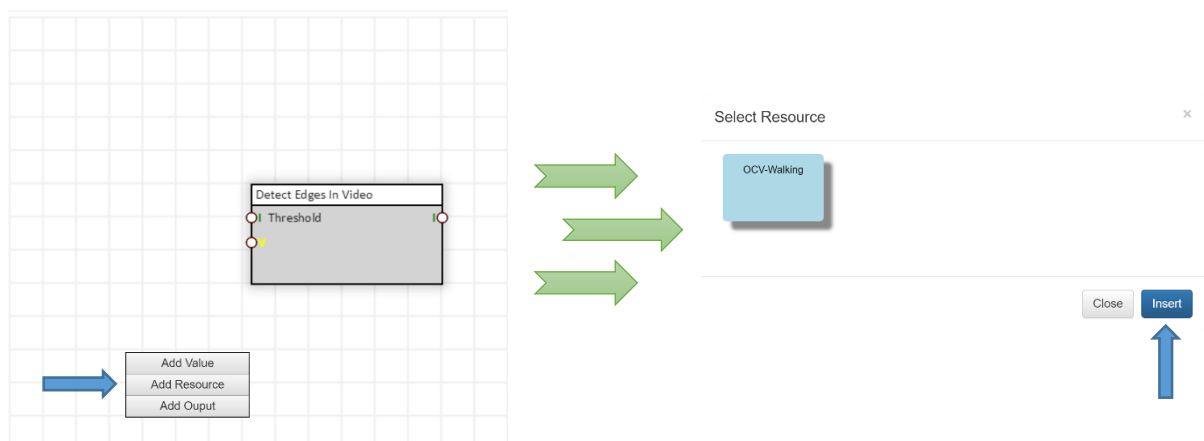 Detect Edges In Video
I Threshold I
V
Add Value
Add Resource
Add Ouput
Select Resource ×
OCV-Walking
Close Insert